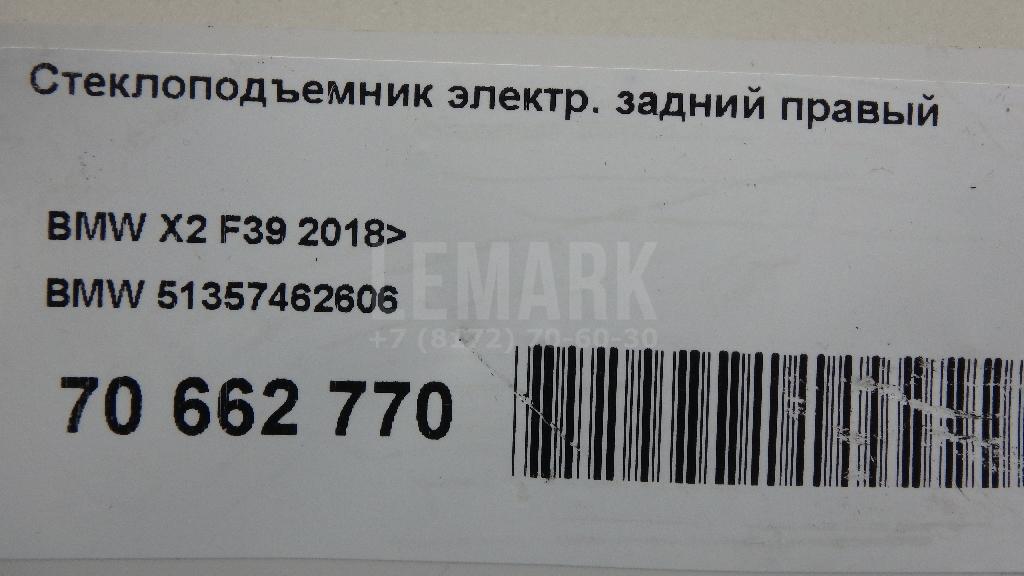 Стеклоподъемник электр. задний правый
BMW X2 F39 2018>
BMW 51357462606
LEMARK
+7 (8172) 70-60-30
70 662 770